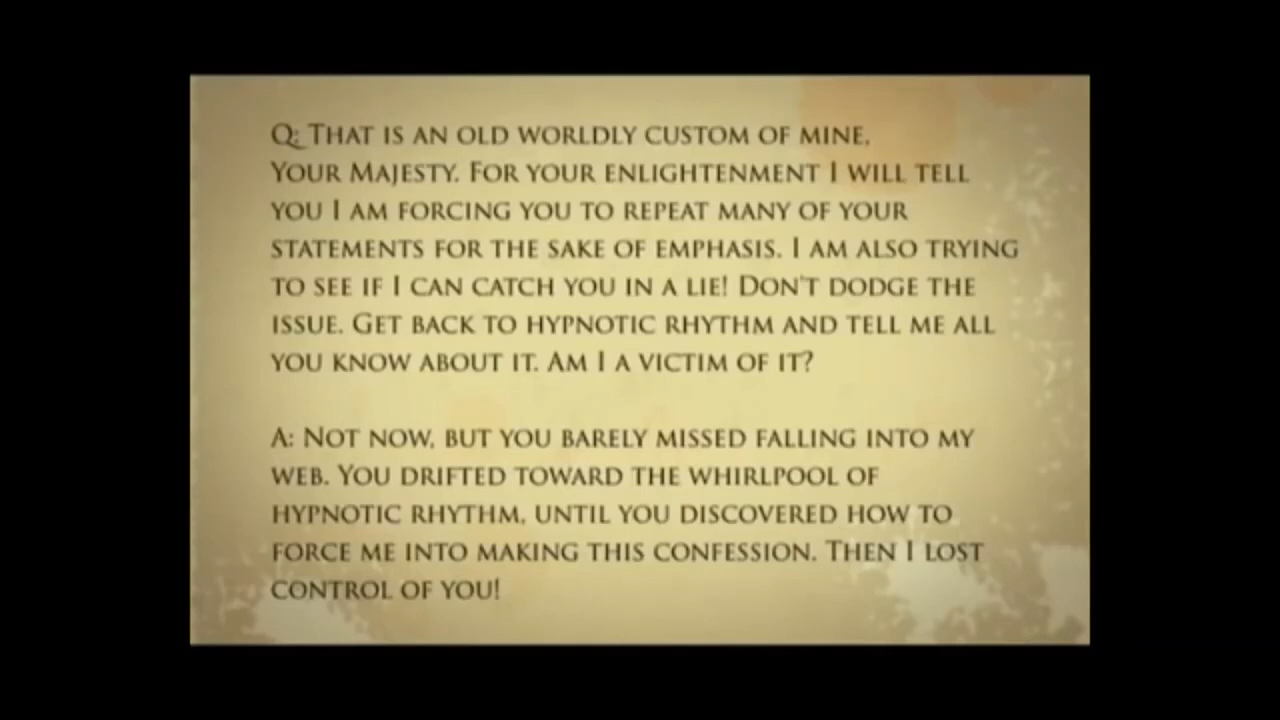 Q: That is an old worldly custom of mine,
Your Majesty. For your enlightenment I will tell
you I am forcing you to repeat many of your
statements for the sake of emphasis. I am also trying
to see if I can catch you in a lie! Don't dodge the
issue. Get back to hypnotic rhythm and tell me all
you know about it. Am I a victim of it?
A: Not now, but you barely missed falling into my
web. You drifted toward the whirlpool of
hypnotic rhythm, until you discovered how to
force me into making this confession. Then I lost
control of you!